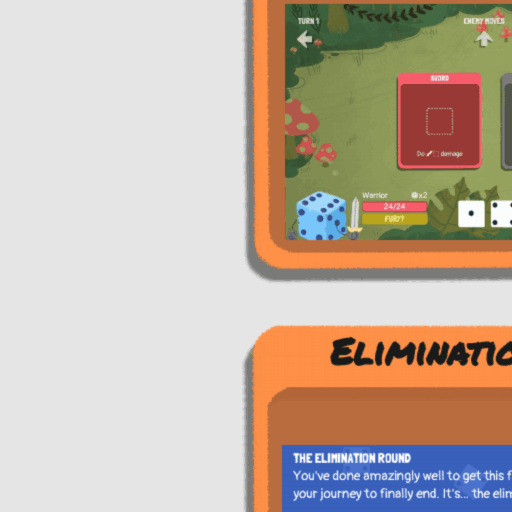 TURN 1
ENEMY MOVES
SWORD
Do damage
Warrior x2
24/24
FURY?
ELIMINATIO
THE ELIMINATION ROUND
You've done amazingly well to get this f
your journey to finally end. It's... the elim